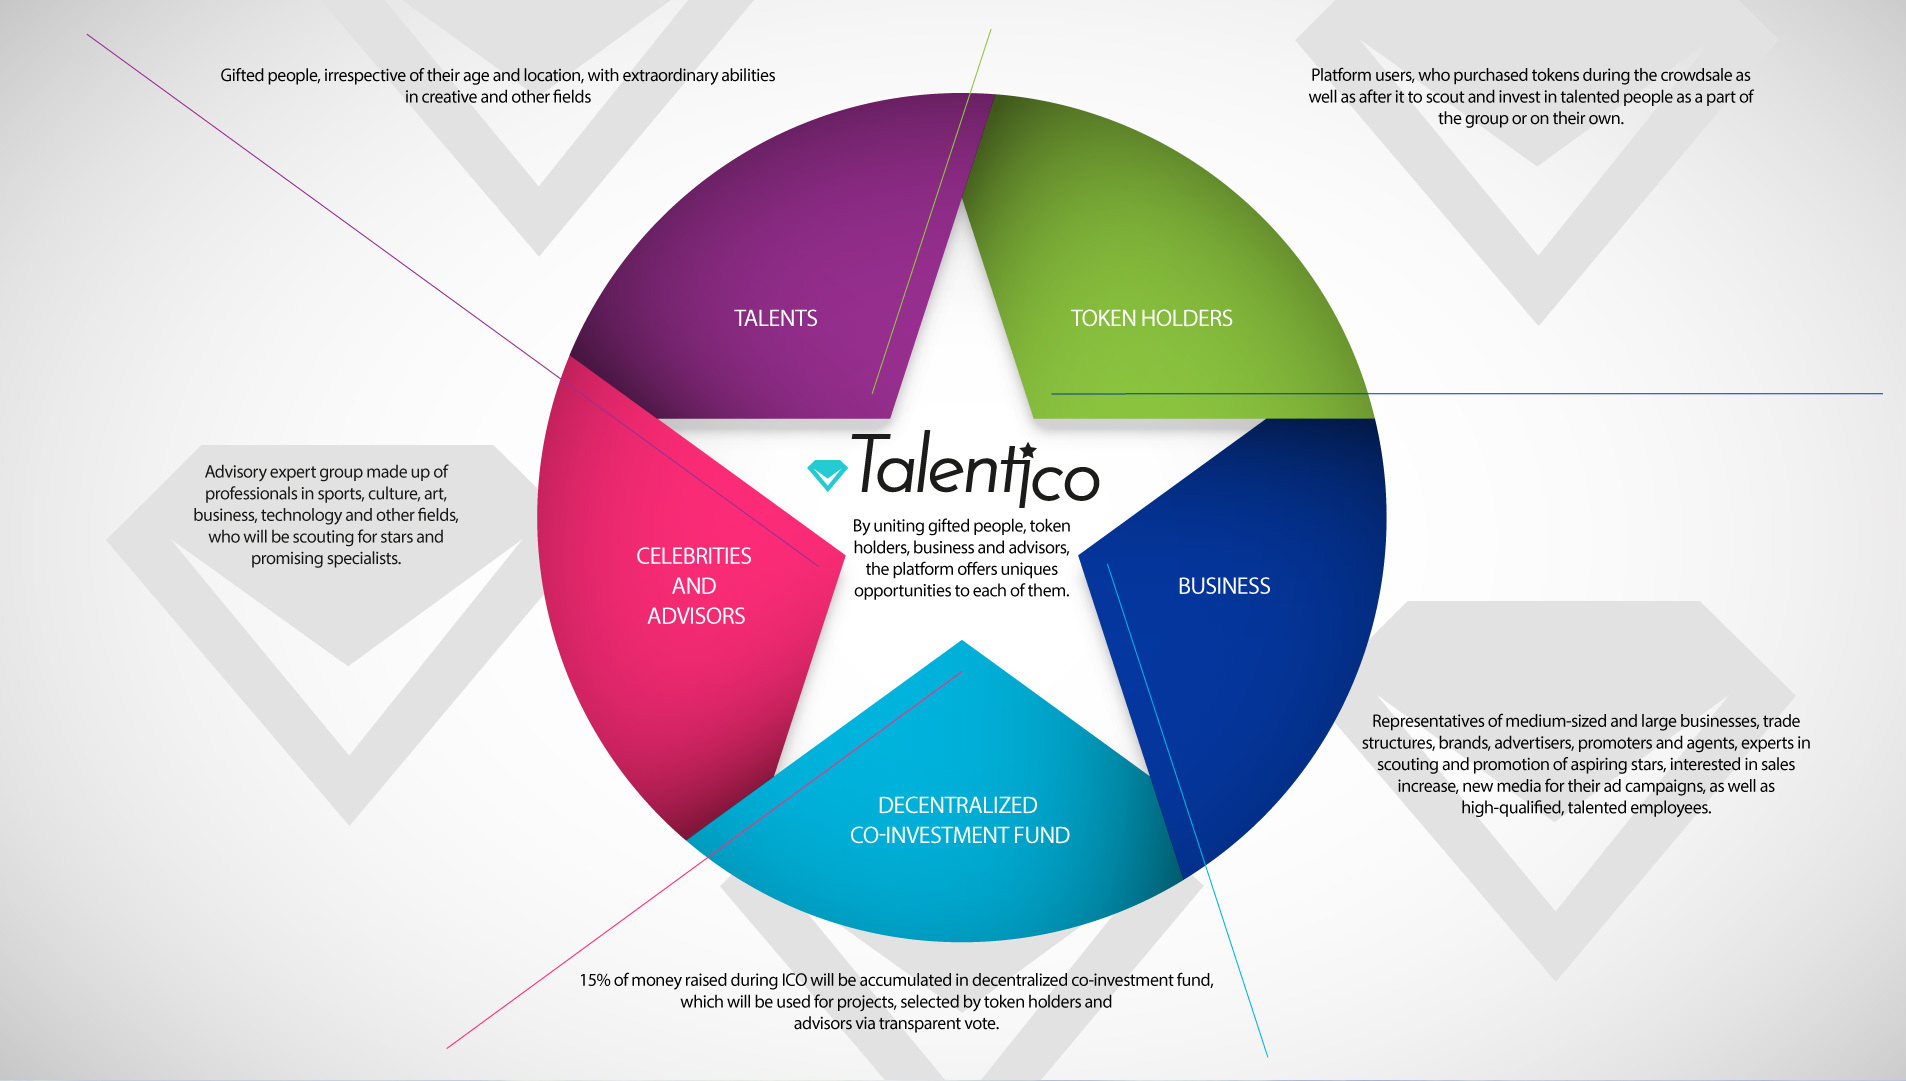 Gifted people, irrespective of their age and location, with extraordinary abilities
in creative and other fields
Platform users, who purchased tokens during the crowdsale as
well as after it to scout and invest in talented people as a part of
the group or on their own.
TALENTS
TOKEN HOLDERS
Advisory expert group made up of
professionals in sports, culture, art,
business, technology and other fields,
who will be scouting for stars and
promising specialists.
CELEBRITIES
AND
ADVISORS
Talentico
By uniting gifted people, token
holders, business and advisors,
the platform offers uniques
opportunities to each of them.
BUSINESS
Representatives of medium-sized and large businesses, trade
structures, brands, advertisers, promoters and agents, experts in
scouting and promotion of aspiring stars, interested in sales
increase, new media for their ad campaigns, as well as
high-qualified, talented employees.
DECENTRALIZED
CO-INVESTMENT FUND
15% of money raised during ICO will be accumulated in decentralized co-investment fund,
which will be used for projects, selected by token holders and
advisors via transparent vote.